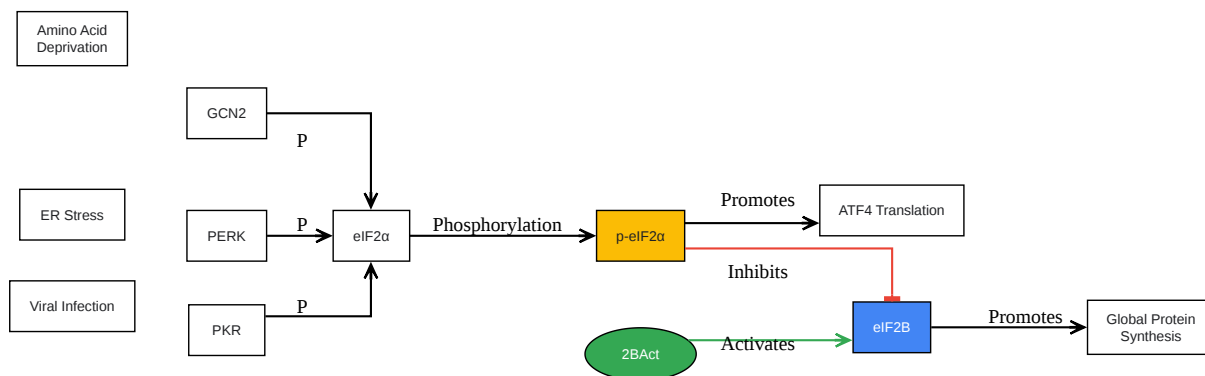 Amino Acid
Deprivation
GCN2
P
ER Stress
PERK
P
eIF2α
Phosphorylation
p-eIF2α
Promotes
ATF4 Translation
Inhibits
Viral Infection
PKR
P
2BAct
Activates
eIF2B
Promotes
Global Protein
Synthesis